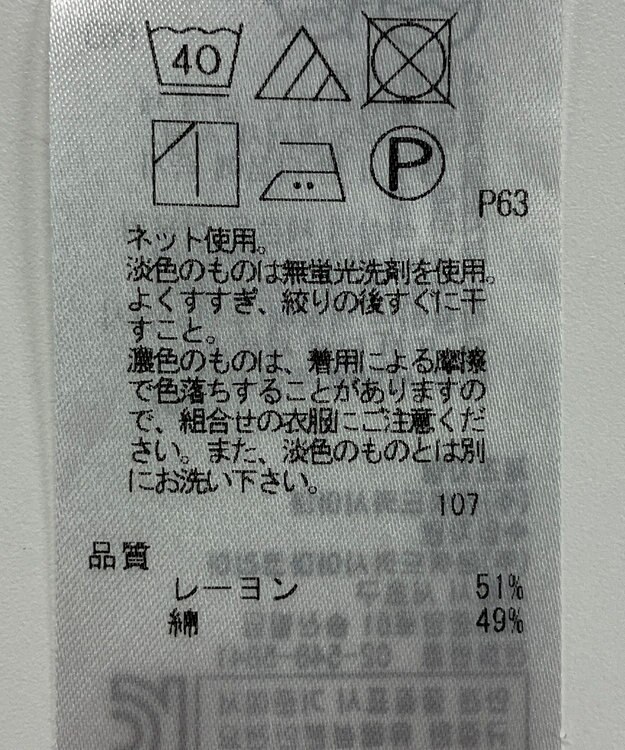 40
P
P63
ネット使用。
淡色のものは無蛍光洗剤を使用。
よくすすぎ、絞りの後すぐに干
すこと。
濃色のものは、着用による摩擦
で色落ちすることがありますの
で、組合せの衣服にご注意くだ
さい。また、淡色のものとは別
にお洗い下さい。
107
品質
レーヨン 51%
綿 49%